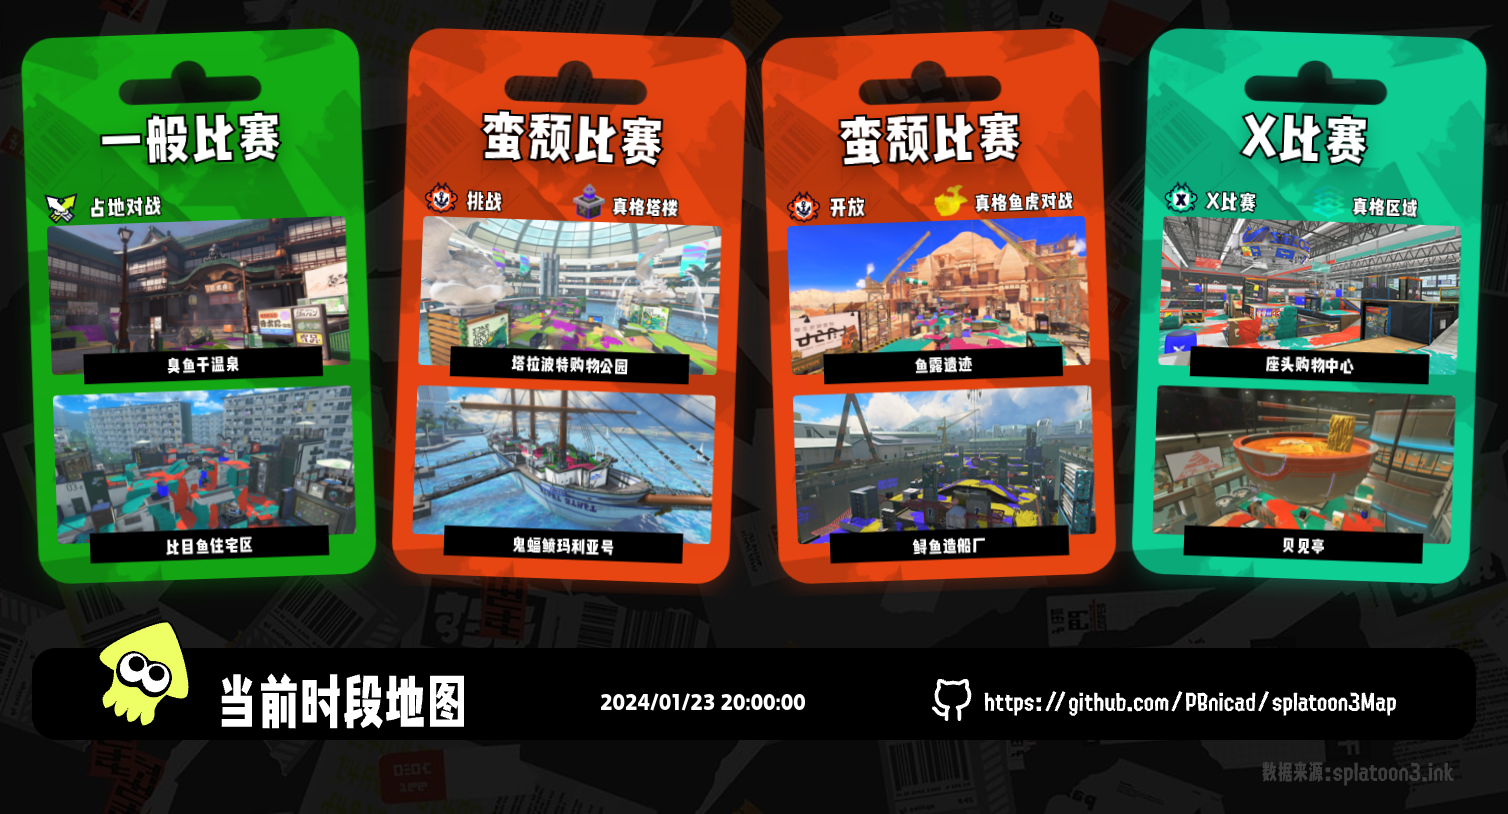 一般比赛
占地对战
臭鱼干温泉
比目鱼住宅区
蛮颓比赛
挑战
真格塔楼
塔拉波特购物公园
鬼蝠鲼玛利亚号
蛮颓比赛
开放
真格鱼虎对战
鱼露遗迹
鲟鱼造船厂
X比赛
X比赛
真格区域
座头购物中心
贝见亭
当前时段地图
2024/01/23 20:00:00
https://github.com/PBnicad/splatoon3Map
数据来源:splatoon3.ink